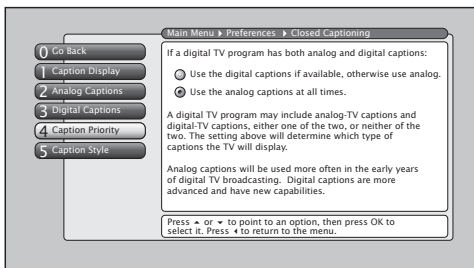 Main Menu ▸ Preferences ▸ Closed Captioning
0 Go Back
1 Caption Display
2 Analog Captions
3 Digital Captions
4 Caption Priority
5 Caption Style
If a digital TV program has both analog and digital captions:
Use the digital captions if available, otherwise use analog.
Use the analog captions at all times.
A digital TV program may include analog-TV captions and
digital-TV captions, either one of the two, or neither of the
two. The setting above will determine which type of
captions the TV will display.
Analog captions will be used more often in the early years
of digital TV broadcasting. Digital captions are more
advanced and have new capabilities.
Press ▴ or ▾ to point to an option, then press OK to
select it. Press ◂ to return to the menu.